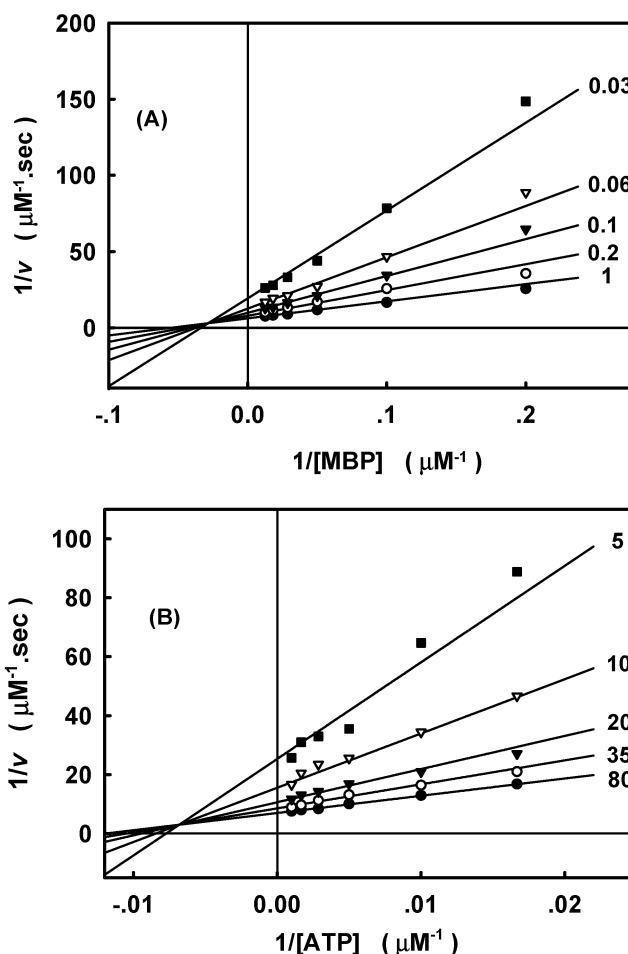 200
(A)
0.03
150
0.06
100
0.1
50
0.2
1
0
1/v ( μM-1.sec )
-.1 0.0 .1 .2
1/[MBP] ( μM-1 )
100
5
80
(B)
60
10
40
20
20
35
80
0
1/v ( μM-1.sec )
-.01 0.00 .01 .02
1/[ATP] ( μM-1 )